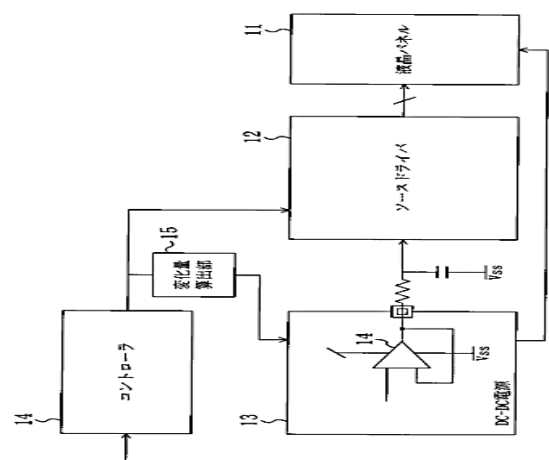 14
コントローラ
15
変化量
算出部
13
DC-DC電源
14
Vss
Vss
12
ソースドライバ
11
液晶パネル